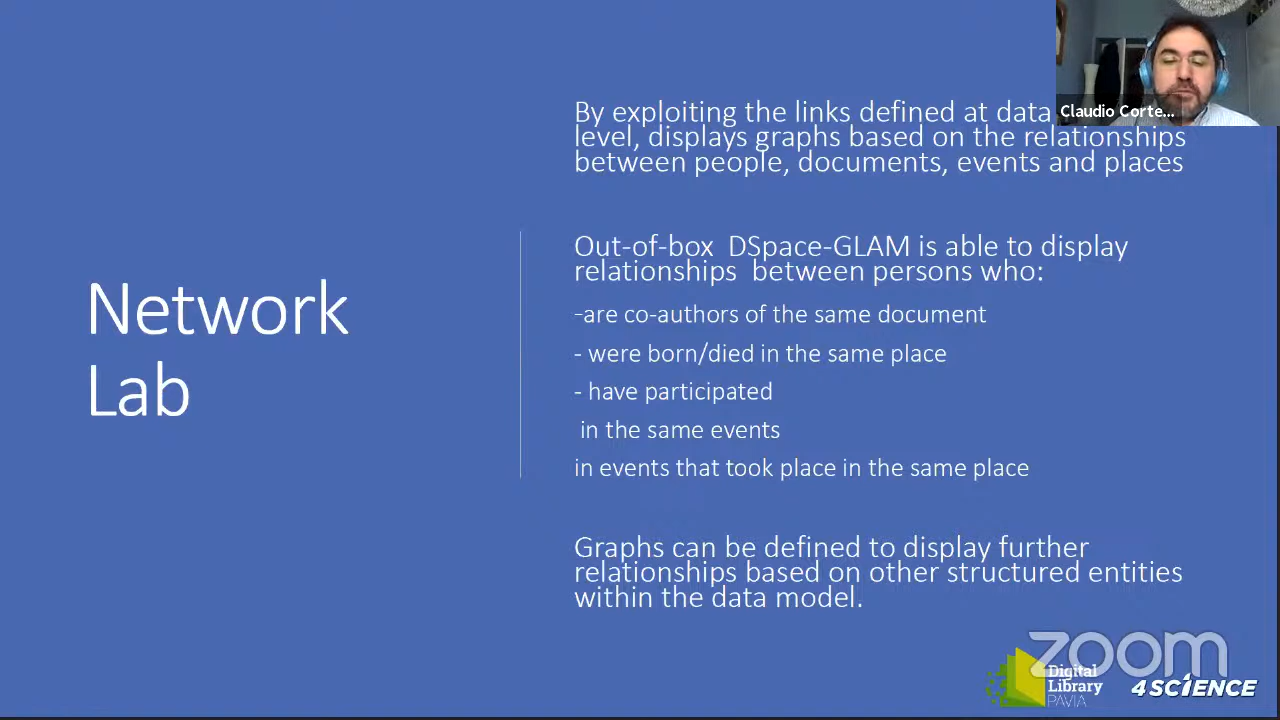 By exploiting the links defined at data
level, displays graphs based on the relationships
between people, documents, events and places
Claudio Corte...
Network
Lab
Out-of-box DSpace-GLAM is able to display
relationships between persons who:
-are co-authors of the same document
- were born/died in the same place
- have participated
in the same events
in events that took place in the same place
Graphs can be defined to display further
relationships based on other structured entities
within the data model.
zoom
Digital
Library
PAVIA
4SCIENCE